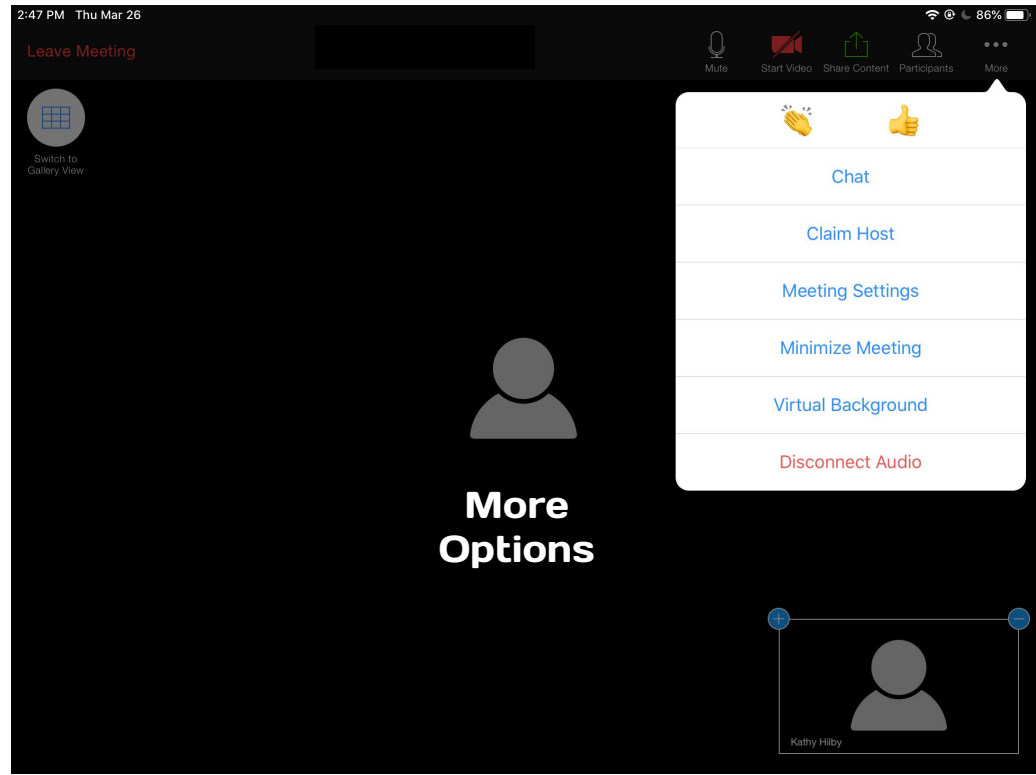 2:47 PM Thu Mar 26
86%
Leave Meeting
Mute
Start Video
Share Content
Participants
More
Switch to
Gallery View
Chat
Claim Host
Meeting Settings
Minimize Meeting
Virtual Background
Disconnect Audio
More
Options
Kathy Hilby